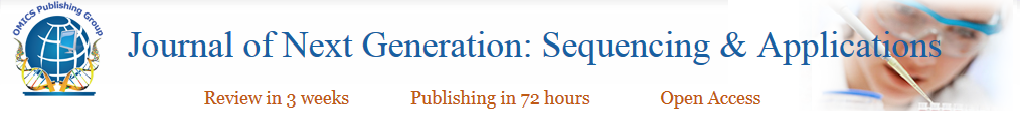 OMICS Publishing Group
Journal of Next Generation: Sequencing & Applications
Review in 3 weeks Publishing in 72 hours Open Access